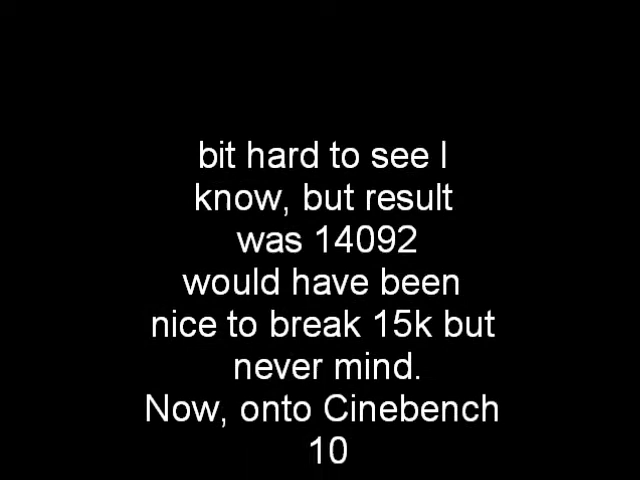 bit hard to see I
know, but result
was 14092
would have been
nice to break 15k but
never mind.
Now, onto Cinebench
10